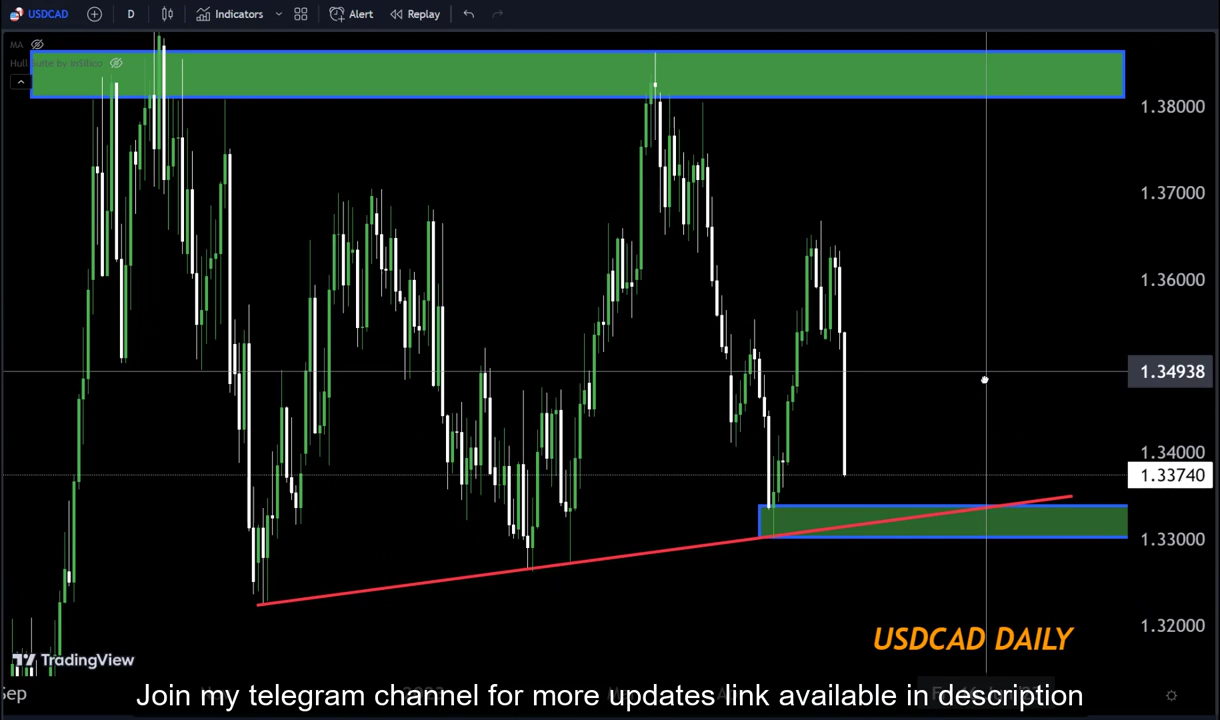 USDCAD
D
Indicators
Alert
Replay
MA
1.38000
1.37000
1.36000
1.34938
1.34000
1.33740
1.33000
1.32000
USDCAD DAILY
TradingView
Sep
Join my telegram channel for more updates link available in description